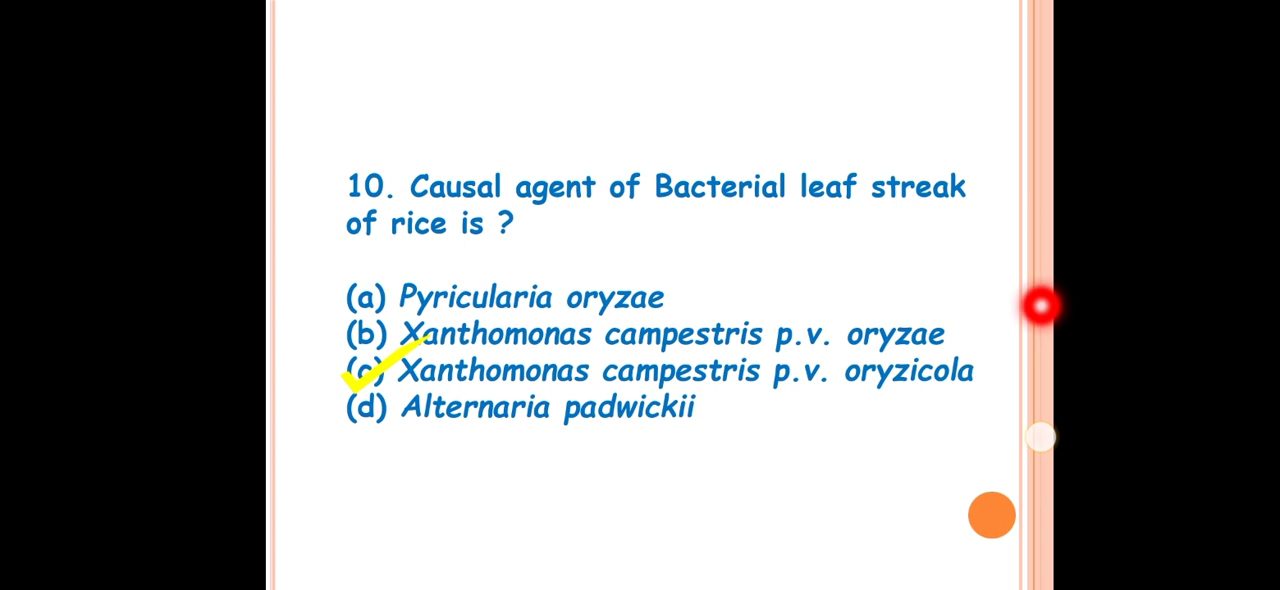 10. Causal agent of Bacterial leaf streak
of rice is ?
(a) Pyricularia oryzae
(b) Xanthomonas campestris p.v. oryzae
(c) Xanthomonas campestris p.v. oryzicola
(d) Alternaria padwickii